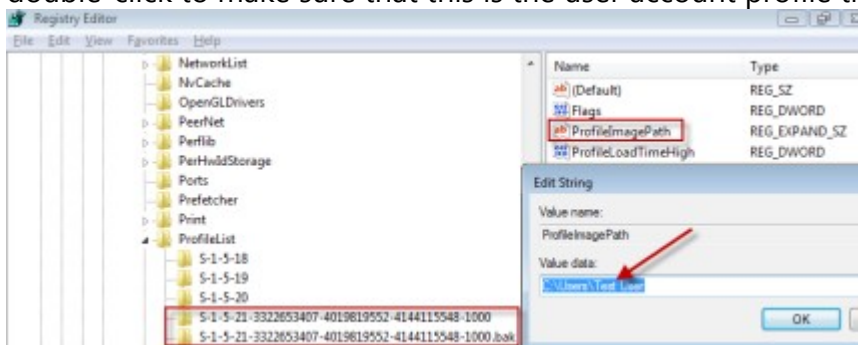 double-click to make sure that this is the user account profile
Registry Editor
File Edit View Favorites Help
NetworkList
NvCache
OpenGLDrivers
PeerNet
Perflib
PerHwIdStorage
Ports
Prefetcher
Print
ProfileList
S-1-5-18
S-1-5-19
S-1-5-20
S-1-5-21-3322653407-4019819552-4144115548-1000
S-1-5-21-3322653407-4019819552-4144115548-1000.bak
Name Type
ab (Default) REG_SZ
Flags REG_DWORD
ab ProfileImagePath REG_EXPAND_SZ
ProfileLoadTimeHigh REG_DWORD
Edit String
Value name:
ProfileImagePath
Value data:
C:\Users\Test User
OK